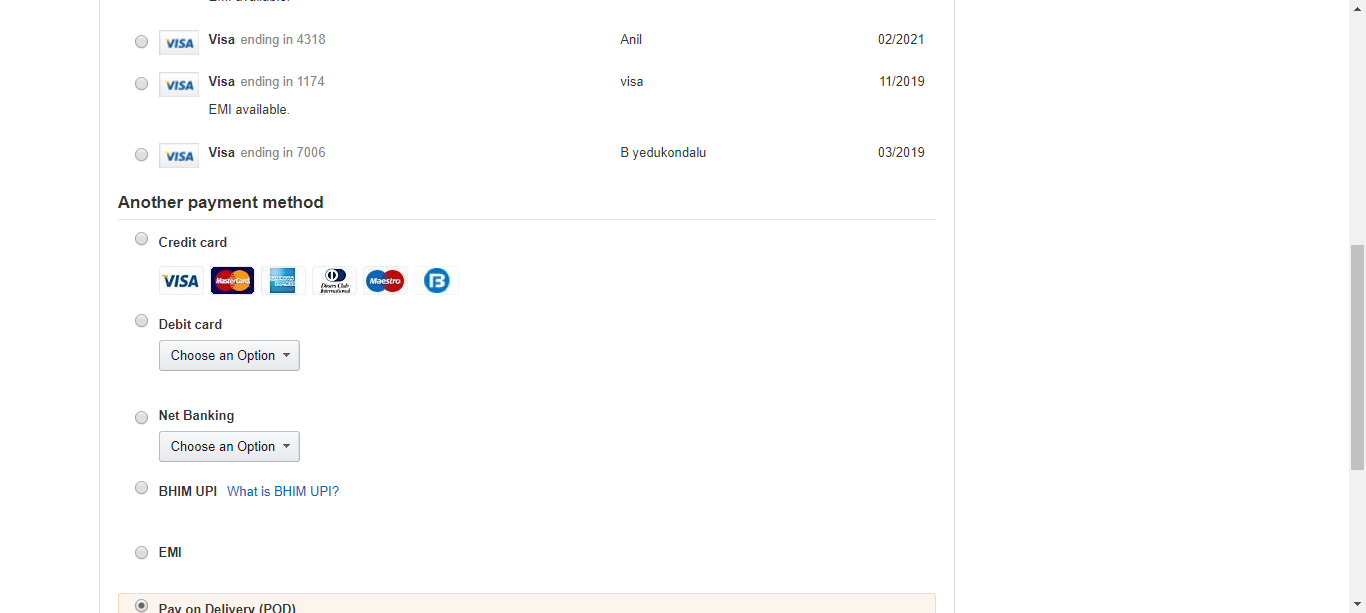 VISA Visa ending in 4318 Anil 02/2021
VISA Visa ending in 1174 visa 11/2019
EMI available.
VISA Visa ending in 7006 B yedukondalu 03/2019
Another payment method
Credit card
VISA MasterCard AMERICAN EXPRESS Diners Club International Maestro B
Debit card
Choose an Option
Net Banking
Choose an Option
BHIM UPI What is BHIM UPI?
EMI
Pay on Delivery (POD)